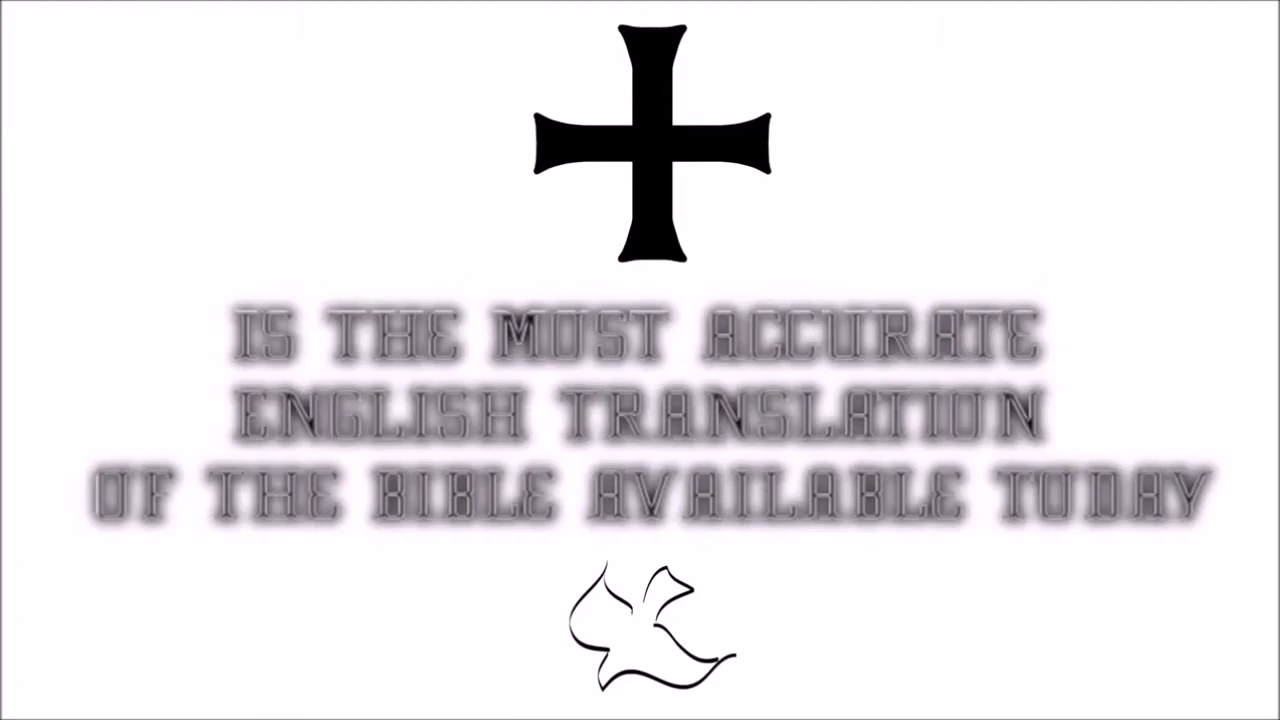 IS THE MOST ACCURATE
ENGLISH TRANSLATION
OF THE BIBLE AVAILABLE TODAY